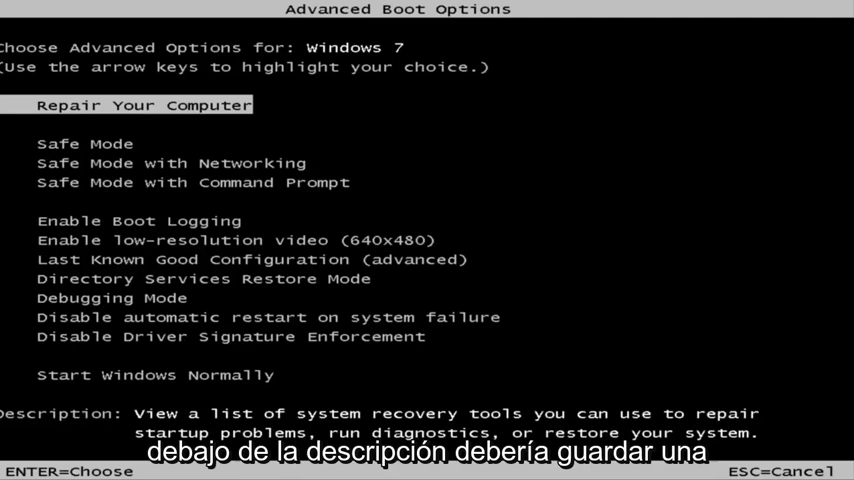 Advanced Boot Options
Choose Advanced Options for: Windows 7
(Use the arrow keys to highlight your choice.)
Repair Your Computer
Safe Mode
Safe Mode with Networking
Safe Mode with Command Prompt
Enable Boot Logging
Enable low-resolution video (640x480)
Last Known Good Configuration (advanced)
Directory Services Restore Mode
Debugging Mode
Disable automatic restart on system failure
Disable Driver Signature Enforcement
Start Windows Normally
Description: View a list of system recovery tools you can use to repair
startup problems, run diagnostics, or restore your system.
debajo de la descripción debería guardar una
ENTER=Choose ESC=Cancel